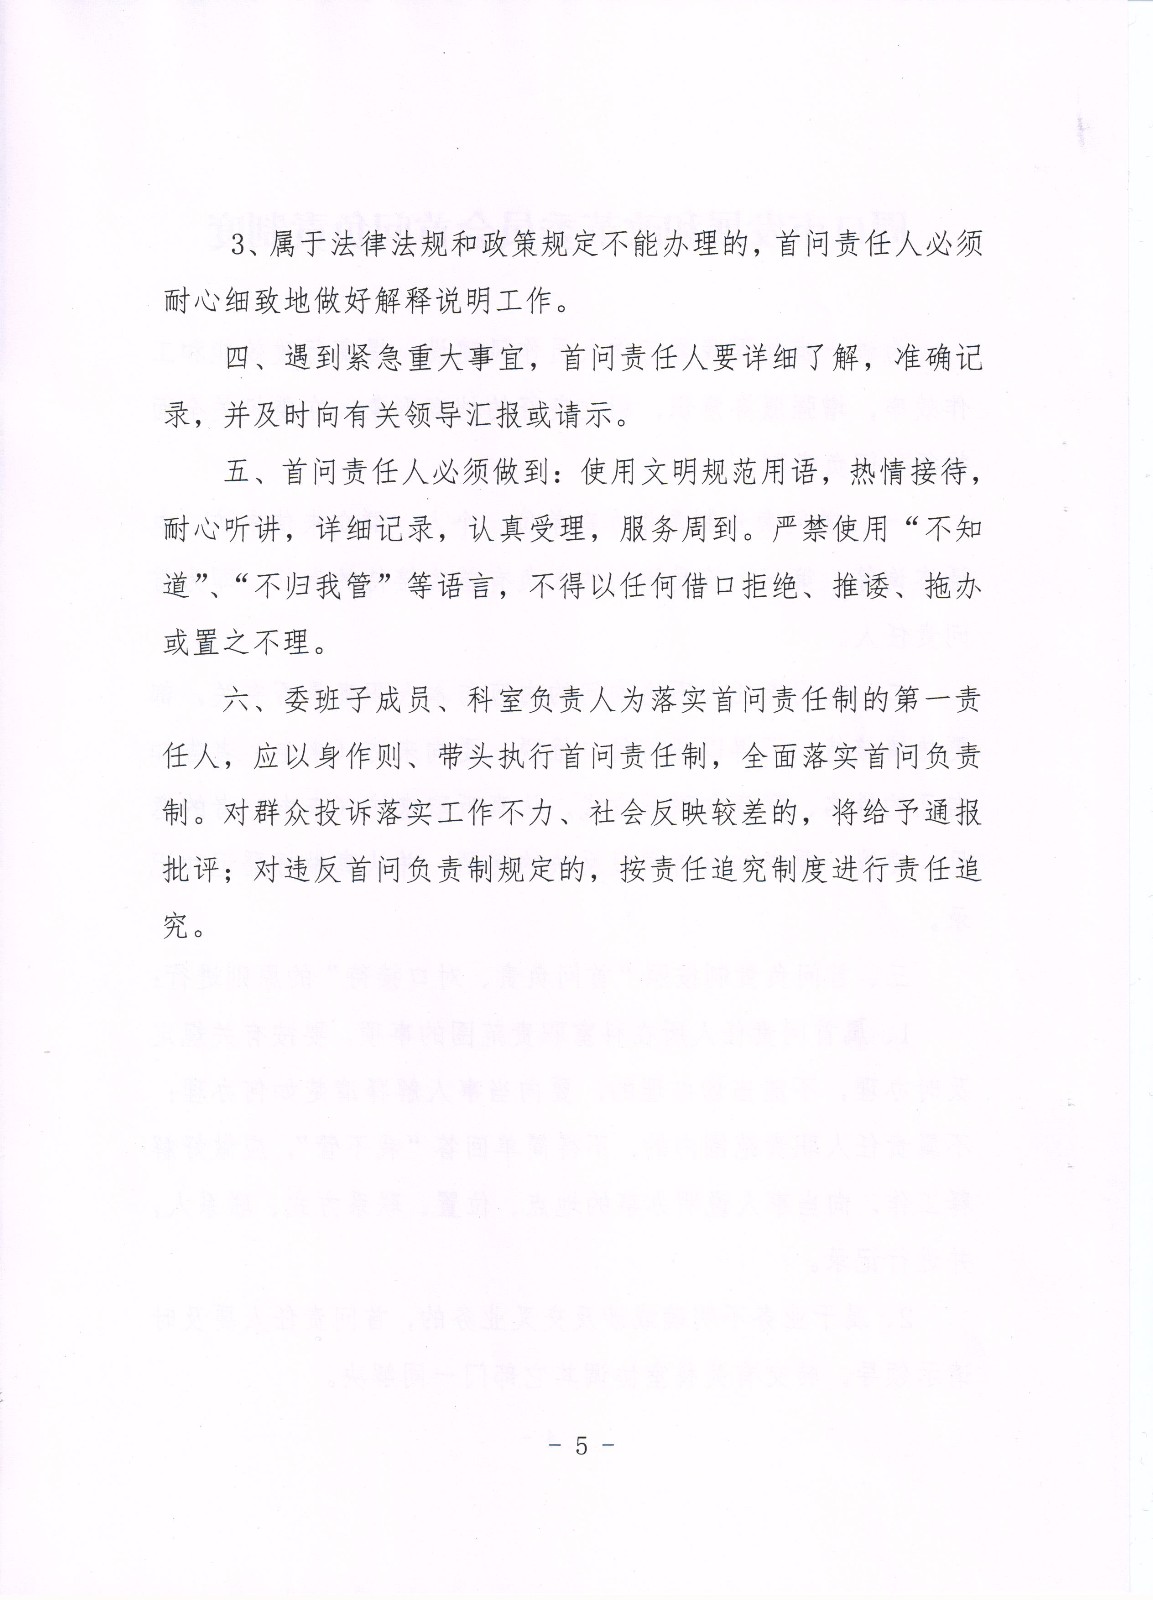 3、属于法律法规和政策规定不能办理的，首问责任人必须
耐心细致地做好解释说明工作。
四、遇到紧急重大事宜，首问责任人要详细了解，准确记
录，并及时向有关领导汇报或请示。
五、首问责任人必须做到：使用文明规范用语，热情接待，
耐心听讲，详细记录，认真受理，服务周到。严禁使用“不知
道”、“不归我管”等语言，不得以任何借口拒绝、推诿、拖办
或置之不理。
六、委班子成员、科室负责人为落实首问责任制的第一责
任人，应以身作则、带头执行首问责任制，全面落实首问负责
制。对群众投诉落实工作不力、社会反映较差的，将给予通报
批评；对违反首问负责制规定的，按责任追究制度进行责任追
究。
- 5 -